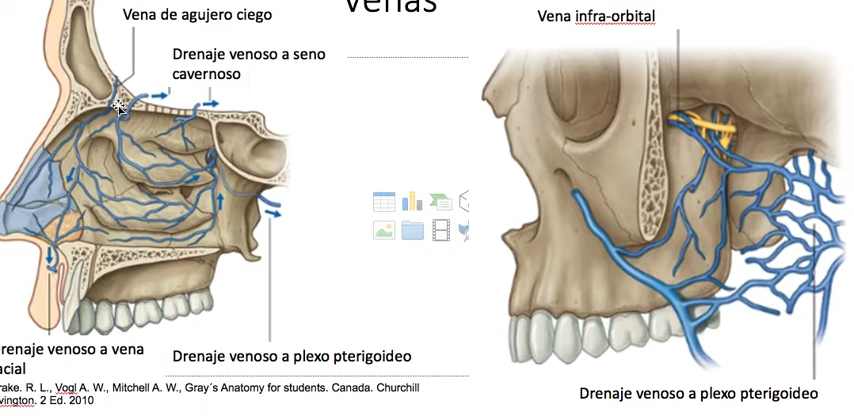 venas
Vena de agujero ciego
Drenaje venoso a seno
cavernoso
renaje venoso a vena
acial
Drenaje venoso a plexo pterigoideo
rake. R. L., Vogl A. W., Mitchell A. W., Gray´s Anatomy for students. Canada. Churchill
vington. 2 Ed. 2010
Vena infra-orbital
Drenaje venoso a plexo pterigoideo